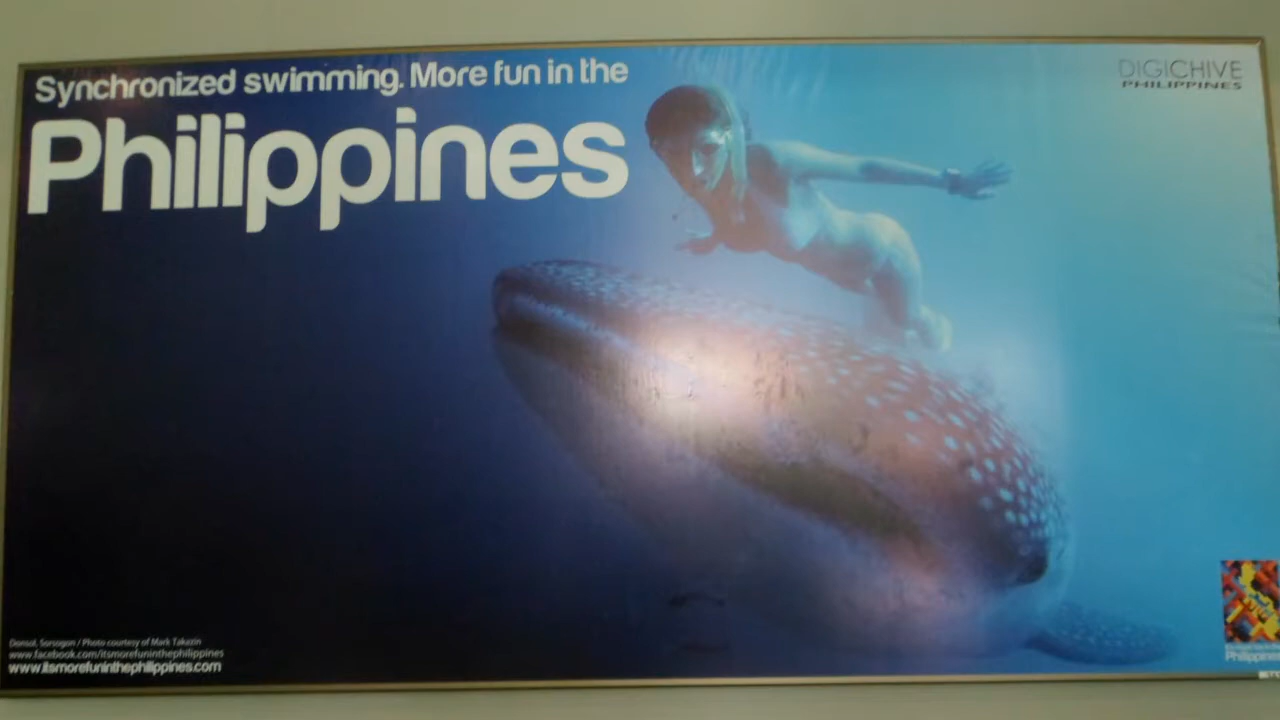 Synchronized swimming. More fun in the
Philippines
DIGICHIVE
PHILIPPINES
Donsol, Sorsogon / Photo courtesy of Mark Takazin
www.facebook.com/itsmorefuninthephilippines
www.itsmorefuninthephilippines.com
Philippines